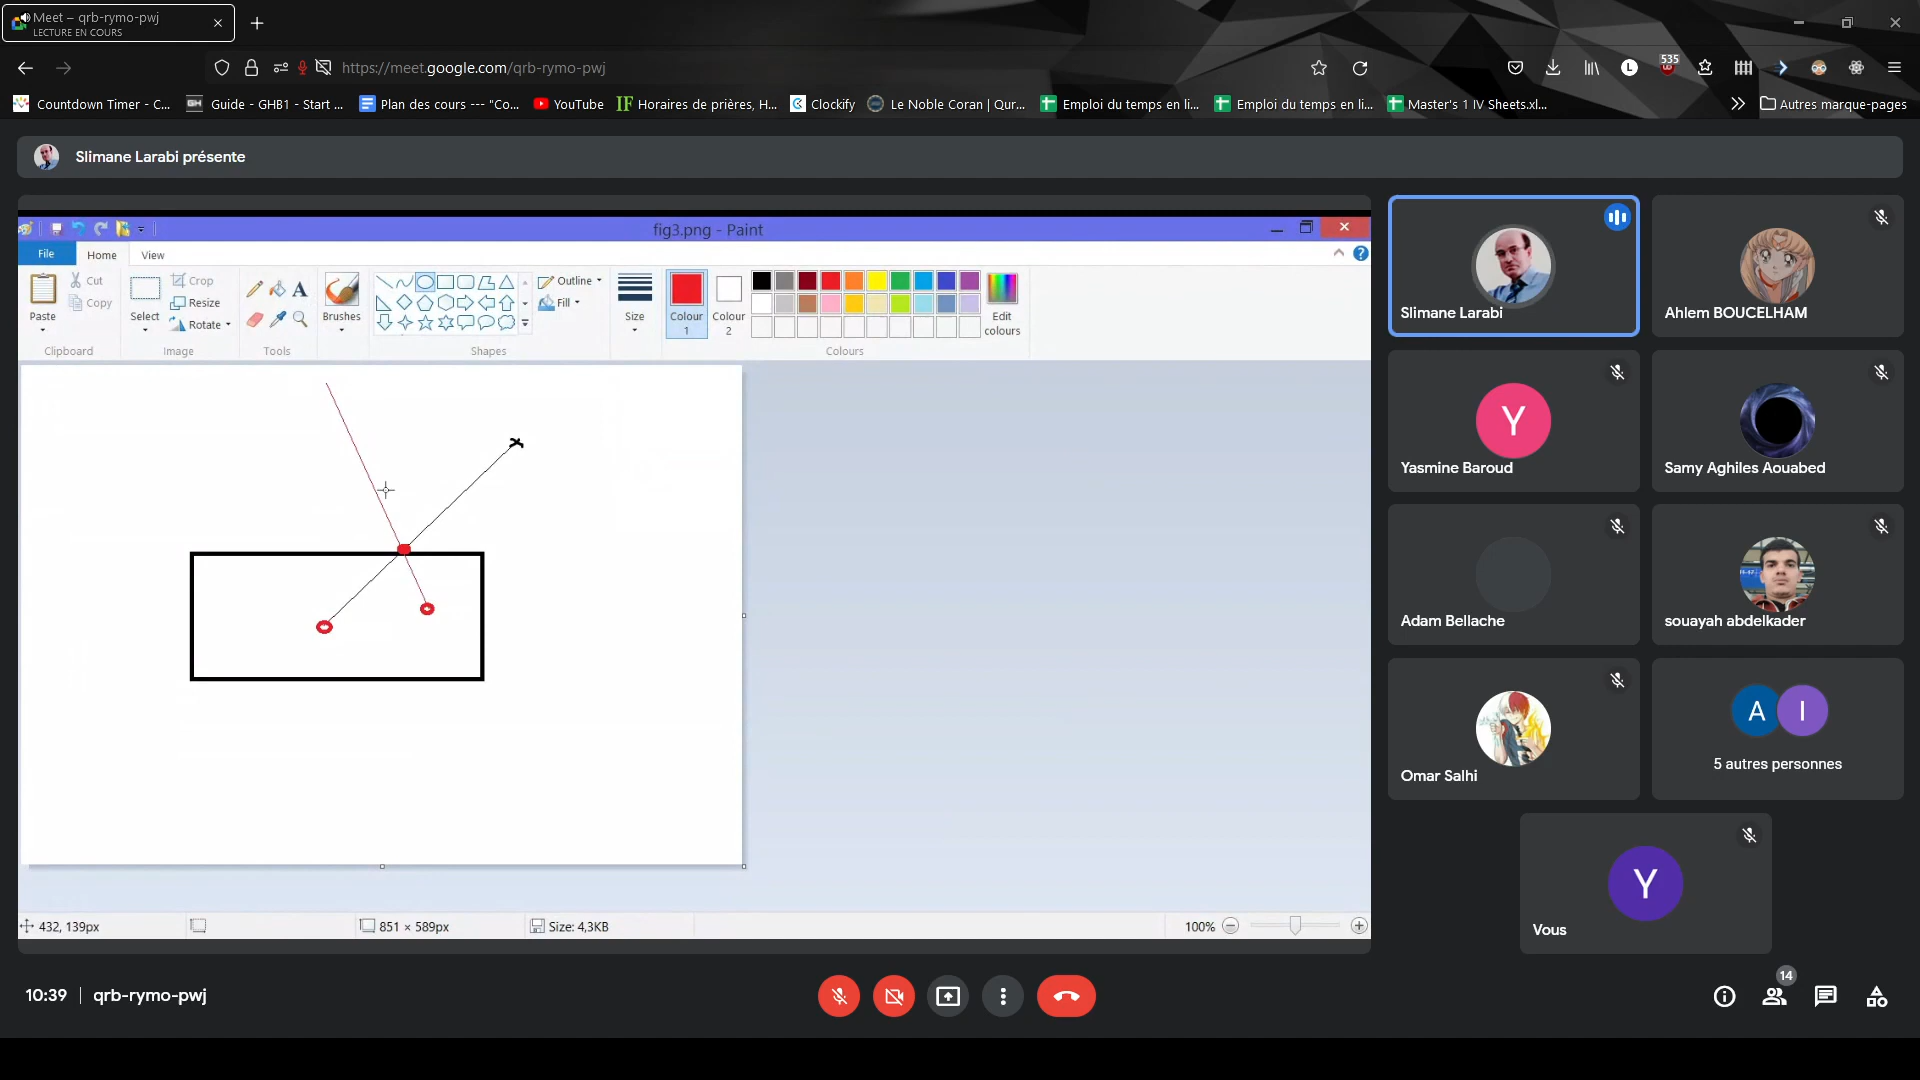 Meet – qrb-rymo-pwj
LECTURE EN COURS
https://meet.google.com/qrb-rymo-pwj
L
535
Countdown Timer - C...
GH
Guide - GHB1 - Start ...
Plan des cours --- "Co...
YouTube
IF
Horaires de prières, H...
Clockify
Le Noble Coran | Qur...
Emploi du temps en li...
Emploi du temps en li...
Master's 1 IV Sheets.xl...
Autres marque-pages
Slimane Larabi présente
fig3.png - Paint
File
Home
View
Paste
Cut
Copy
Clipboard
Select
Crop
Resize
Rotate
Image
A
Tools
Brushes
Outline
Fill
Shapes
Size
Colour
1
Colour
2
Edit
colours
Colours
432, 139px
851 × 589px
Size: 4,3KB
100%
Slimane Larabi
Ahlem BOUCELHAM
Y
Yasmine Baroud
Samy Aghiles Aouabed
Adam Bellache
souayah abdelkader
Omar Salhi
A
I
5 autres personnes
Y
Vous
10:39
qrb-rymo-pwj
14